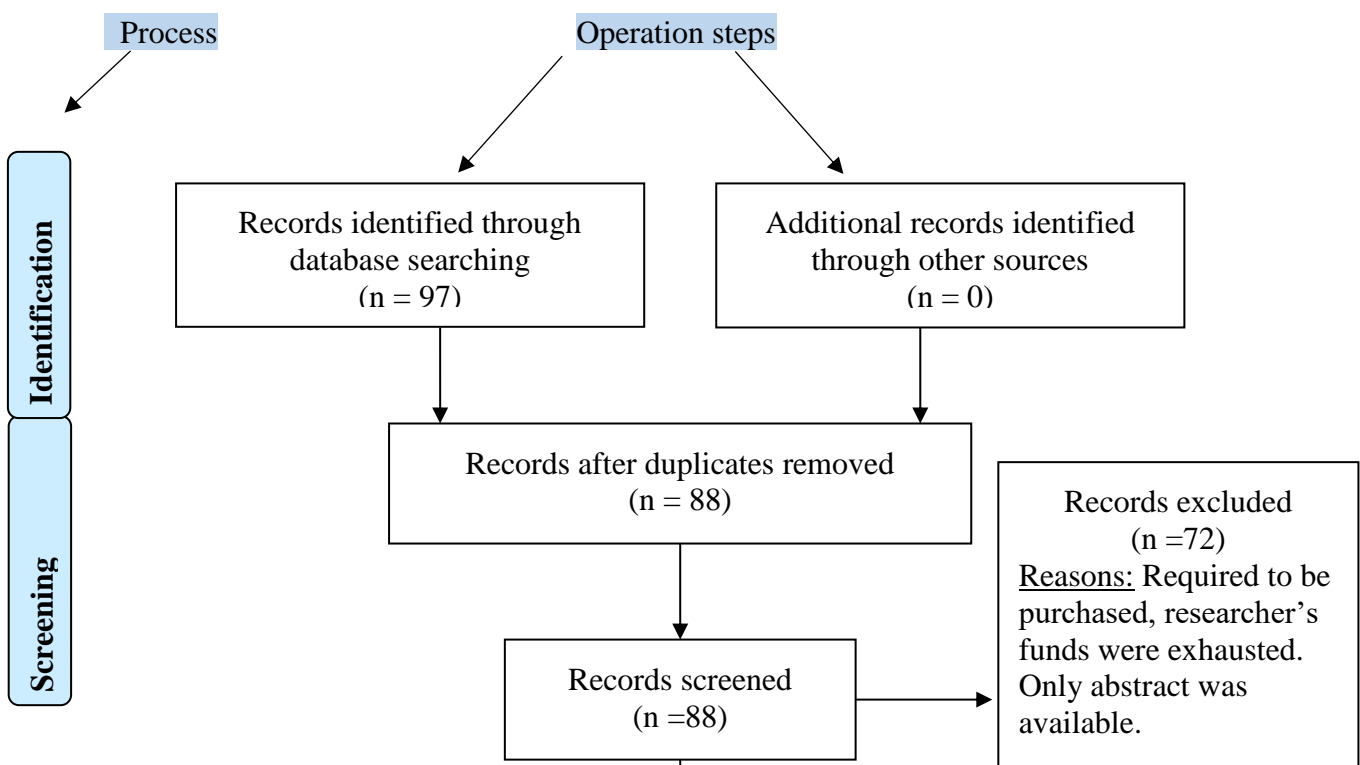 Process
Operation steps
Identification
Records identified through
database searching
(n = 97)
Additional records identified
through other sources
(n = 0)
Screening
Records after duplicates removed
(n = 88)
Records excluded
(n =72)
Reasons: Required to be
purchased, researcher’s
funds were exhausted.
Only abstract was
available.
Records screened
(n =88)